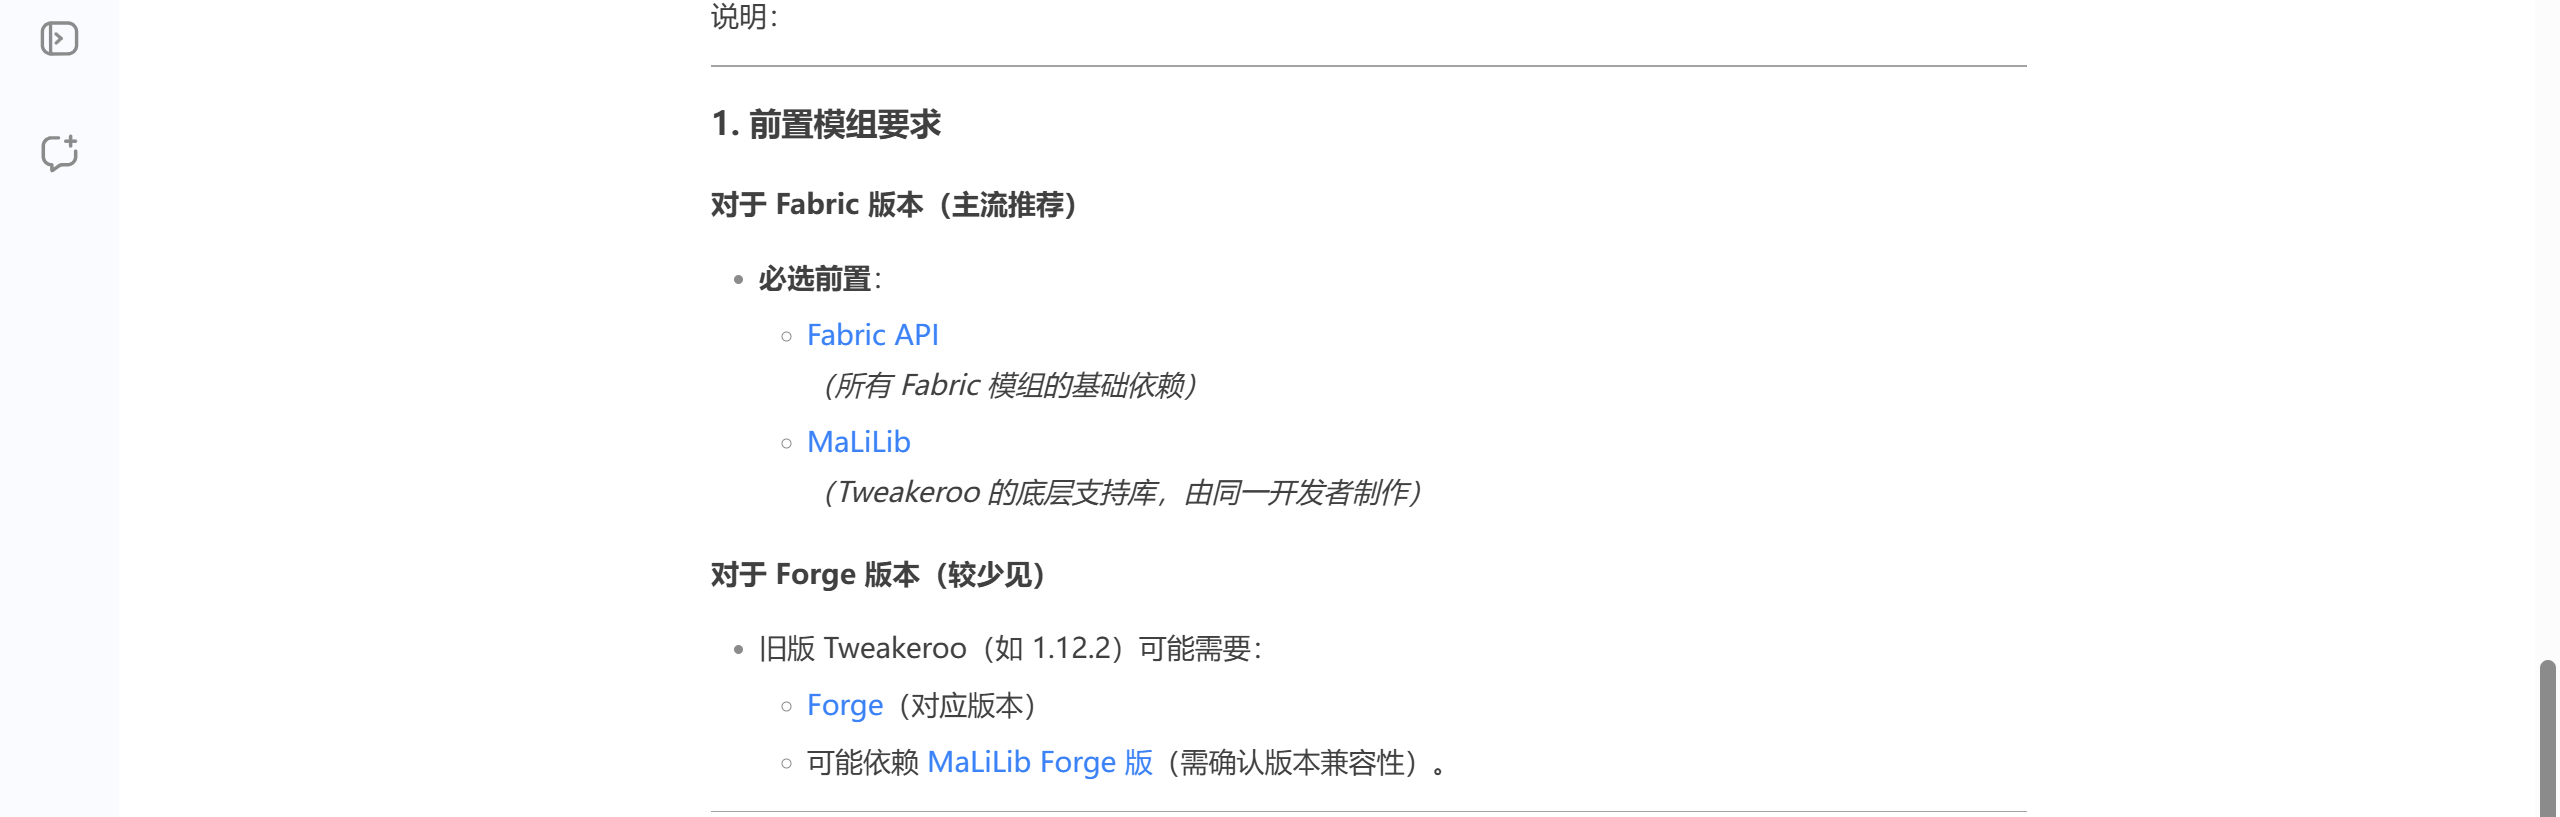 说明：
1. 前置模组要求
对于 Fabric 版本（主流推荐）
必选前置：
Fabric API
（所有 Fabric 模组的基础依赖）
MaLiLib
（Tweakeroo 的底层支持库，由同一开发者制作）
对于 Forge 版本（较少见）
旧版 Tweakeroo（如 1.12.2）可能需要：
Forge（对应版本）
可能依赖 MaLiLib Forge 版（需确认版本兼容性）。